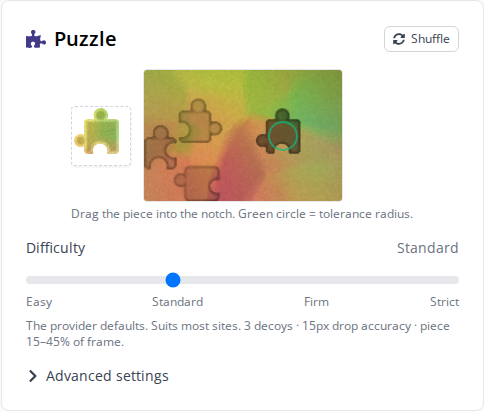 Puzzle
Shuffle
Drag the piece into the notch. Green circle = tolerance radius.
Difficulty
Standard
Easy
Standard
Firm
Strict
The provider defaults. Suits most sites. 3 decoys · 15px drop accuracy · piece
15–45% of frame.
Advanced settings